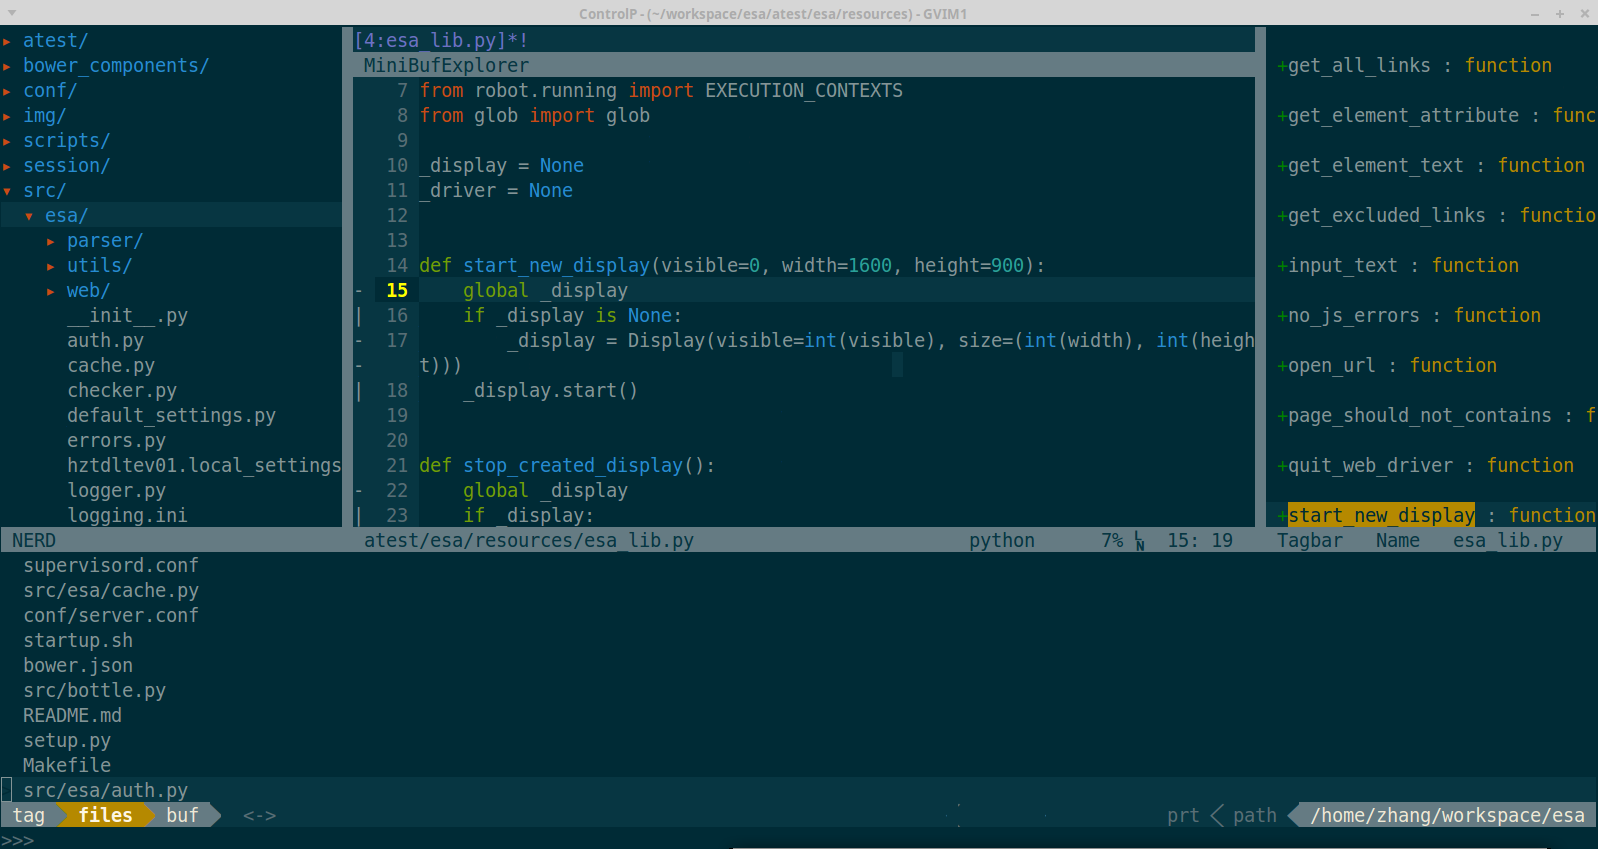 ControlP - (~/workspace/esa/atest/esa/resources) - GVIM1
▸ atest/
▸ bower_components/
▸ conf/
▸ img/
▸ scripts/
▸ session/
▾ src/
▾ esa/
▸ parser/
▸ utils/
▸ web/
__init__.py
auth.py
cache.py
checker.py
default_settings.py
errors.py
hztdltev01.local_settings
logger.py
logging.ini
NERD
[4:esa_lib.py]*!
MiniBufExplorer
7 from robot.running import EXECUTION_CONTEXTS
8 from glob import glob
9
10 _display = None
11 _driver = None
12
13
14 def start_new_display(visible=0, width=1600, height=900):
- 15 global _display
| 16 if _display is None:
- 17 _display = Display(visible=int(visible), size=(int(width), int(heigh
- t)))
| 18 _display.start()
19
20
21 def stop_created_display():
- 22 global _display
| 23 if _display:
atest/esa/resources/esa_lib.py python 7% LN 15: 19
+get_all_links : function
+get_element_attribute : func
+get_element_text : function
+get_excluded_links : functio
+input_text : function
+no_js_errors : function
+open_url : function
+page_should_not_contains : f
+quit_web_driver : function
+start_new_display : function
Tagbar Name esa_lib.py
supervisord.conf
src/esa/cache.py
conf/server.conf
startup.sh
bower.json
src/bottle.py
README.md
setup.py
Makefile
src/esa/auth.py
tag files buf <-> prt path /home/zhang/workspace/esa
>>>